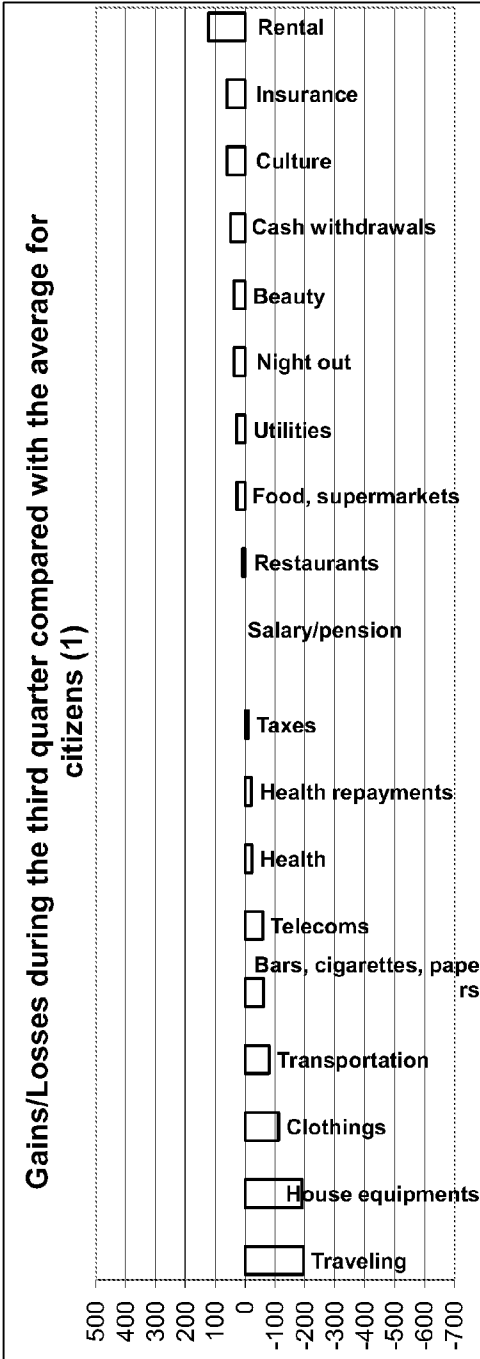 Gains/Losses during the third quarter compared with the average for
citizens (1)
Rental
Insurance
Culture
Cash withdrawals
Beauty
Night out
Utilities
Food, supermarkets
Restaurants
Salary/pension
Taxes
Health repayments
Health
Telecoms
Bars, cigarettes, pape
rs
Transportation
Clothings
House equipments
Traveling
500
400
300
200
100
0
-100
-200
-300
-400
-500
-600
-700